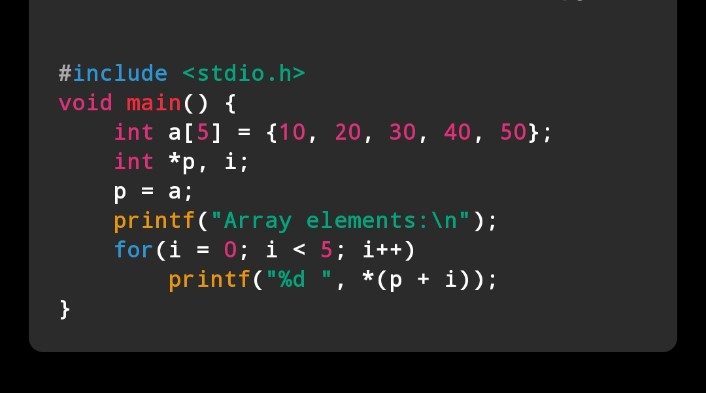 #include <stdio.h>
void main() {
    int a[5] = {10, 20, 30, 40, 50};
    int *p, i;
    p = a;
    printf("Array elements:\n");
    for(i = 0; i < 5; i++)
        printf("%d ", *(p + i));
}